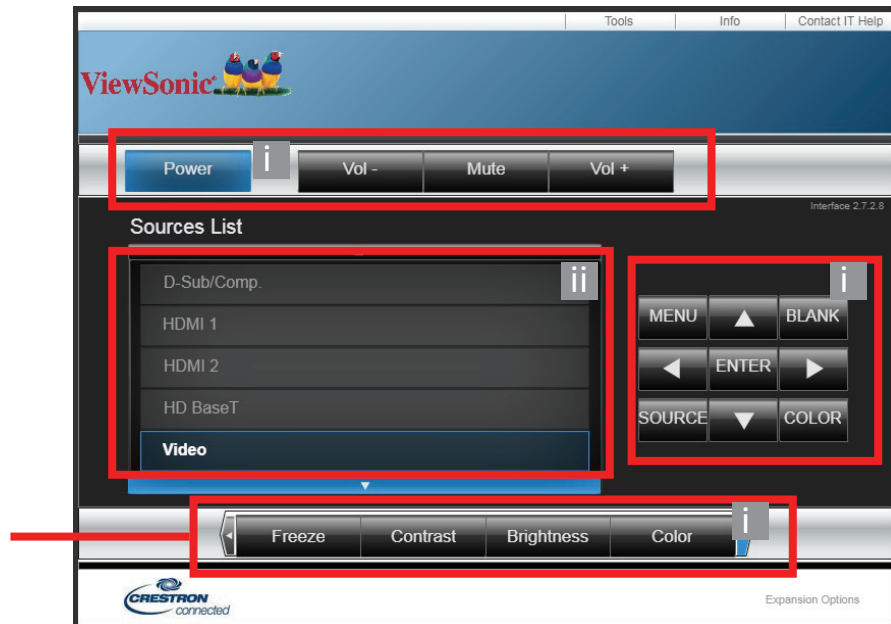 Tools Info Contact IT Help
ViewSonic
Power i Vol - Mute Vol +
Interface 2.7.2.8
Sources List
D-Sub/Comp. ii i
HDMI 1 MENU BLANK
HDMI 2 ENTER
HD BaseT SOURCE COLOR
Video
Freeze Contrast Brightness Color i
CRESTRON
connected
Expansion Options